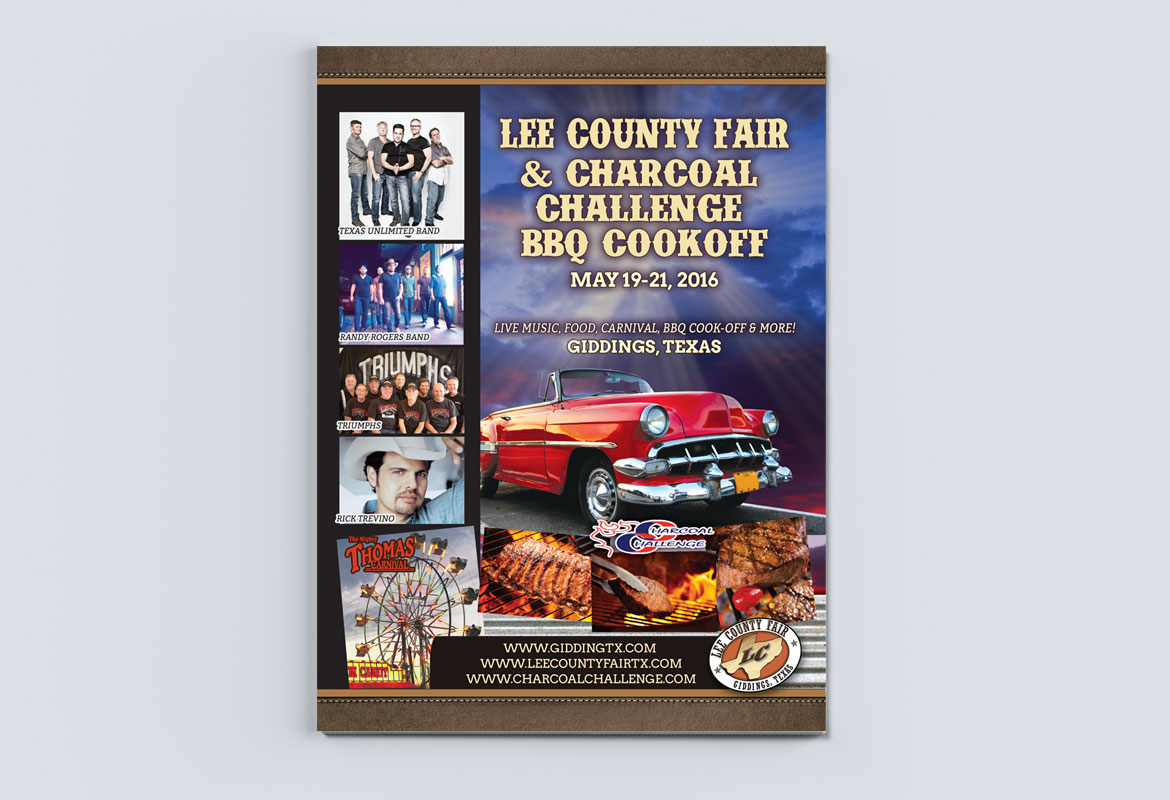 LEE COUNTY FAIR
& CHARCOAL
CHALLENGE
BBQ COOKOFF
MAY 19-21, 2016
LIVE MUSIC, FOOD, CARNIVAL, BBQ COOK-OFF & MORE!
GIDDINGS, TEXAS
TEXAS UNLIMITED BAND
RANDY ROGERS BAND
TRIUMPHS
TRIUMPHS
RICK TREVINO
The Mighty
THOMAS
CARNIVAL
CHARCOAL
CHALLENGE
WWW.GIDDINGTX.COM
WWW.LEECOUNTYFAIRTX.COM
WWW.CHARCOALCHALLENGE.COM
LEE COUNTY FAIR
LC
GIDDINGS, TEXAS